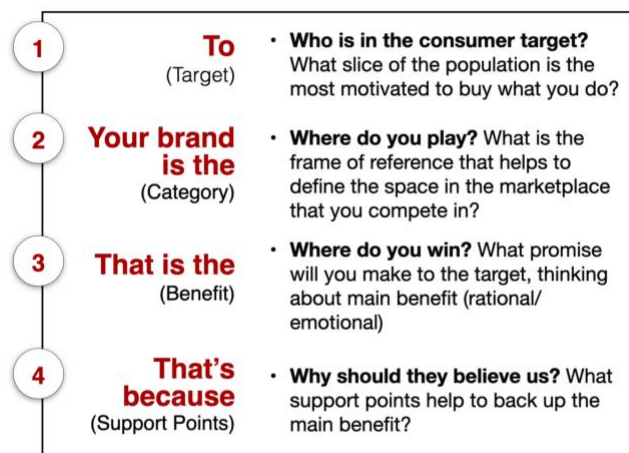 1
To
(Target)
• Who is in the consumer target?
What slice of the population is the
most motivated to buy what you do?
2
Your brand
is the
(Category)
• Where do you play? What is the
frame of reference that helps to
define the space in the marketplace
that you compete in?
3
That is the
(Benefit)
• Where do you win? What promise
will you make to the target, thinking
about main benefit (rational/
emotional)
4
That’s
because
(Support Points)
• Why should they believe us? What
support points help to back up the
main benefit?